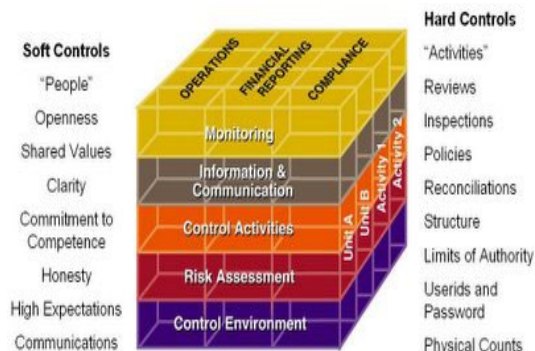 Soft Controls
"People"
Openness
Shared Values
Clarity
Commitment to
Competence
Honesty
High Expectations
Communications
OPERATIONS
FINANCIAL
REPORTING
COMPLIANCE
Monitoring
Information &
Communication
Control Activities
Risk Assessment
Control Environment
Unit A
Unit B
Activity 1
Activity 2
Hard Controls
"Activities"
Reviews
Inspections
Policies
Reconciliations
Structure
Limits of Authority
Userids and
Password
Physical Counts